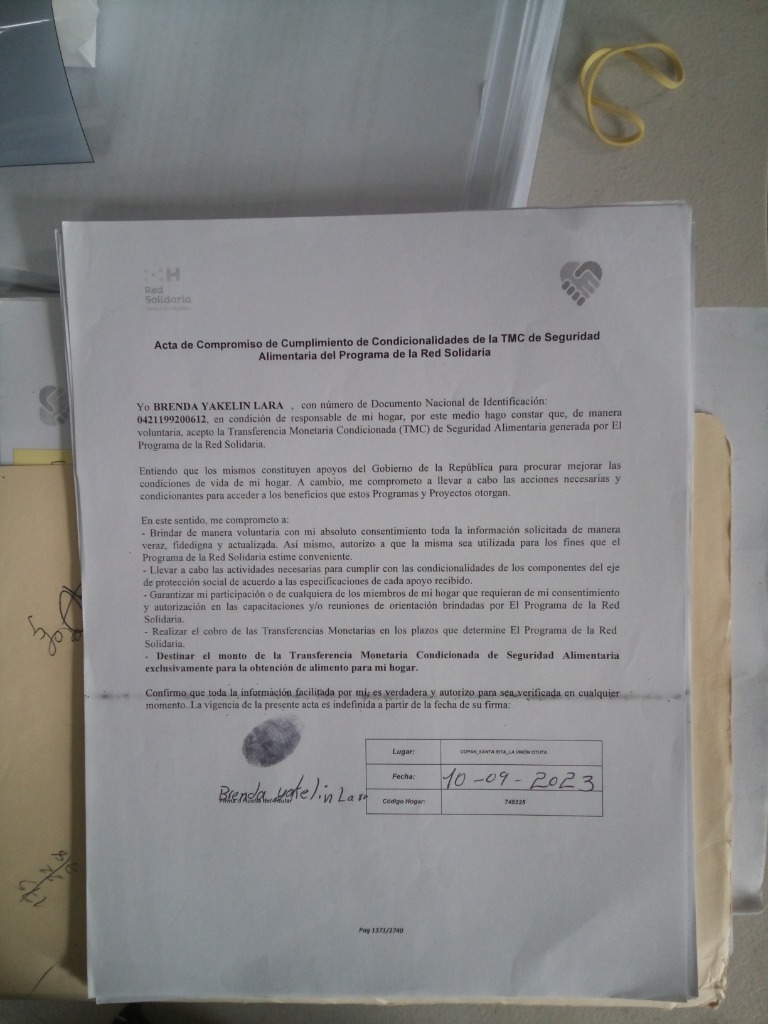 H
Red
Solidaria
Acta de Compromiso de Cumplimiento de Condicionalidades de la TMC de Seguridad
Alimentaria del Programa de la Red Solidaria
Yo BRENDA YAKELIN LARA , con número de Documento Nacional de Identificación:
0421199200612, en condición de responsable de mi hogar, por este medio hago constar que, de manera
voluntaria, acepto la Transferencia Monetaria Condicionada (TMC) de Seguridad Alimentaria generada por El
Programa de la Red Solidaria.
Entiendo que los mismos constituyen apoyos del Gobierno de la República para procurar mejorar las
condiciones de vida de mi hogar. A cambio, me comprometo a llevar a cabo las acciones necesarias y
condicionantes para acceder a los beneficios que estos Programas y Proyectos otorgan.
En este sentido, me comprometo a:
- Brindar de manera voluntaria con mi absoluto consentimiento toda la información solicitada de manera
veraz, fidedigna y actualizada. Así mismo, autorizo a que la misma sea utilizada para los fines que el
Programa de la Red Solidaria estime conveniente.
- Llevar a cabo las actividades necesarias para cumplir con las condicionalidades de los componentes del eje
de protección social de acuerdo a las especificaciones de cada apoyo recibido.
- Garantizar mi participación o de cualquiera de los miembros de mi hogar que requieran de mi consentimiento
y autorización en las capacitaciones y/o reuniones de orientación brindadas por El Programa de la Red
Solidaria.
- Realizar el cobro de las Transferencias Monetarias en los plazos que determine El Programa de la Red
Solidaria.
- Destinar el monto de la Transferencia Monetaria Condicionada de Seguridad Alimentaria
exclusivamente para la obtención de alimento para mi hogar.
Confirmo que toda la información facilitada por mí, es verdadera y autorizo para sea verificada en cualquier
momento..La vigencia de la presente acta es indefinida a partir de la fecha de su firma:
Lugar: COPAN_SANTA RITA_LA UNIÓN OTUTA
Fecha: 10-09-2023
Brenda yakelin Lara
Código Hogar: 745325
Pag 1371/2740